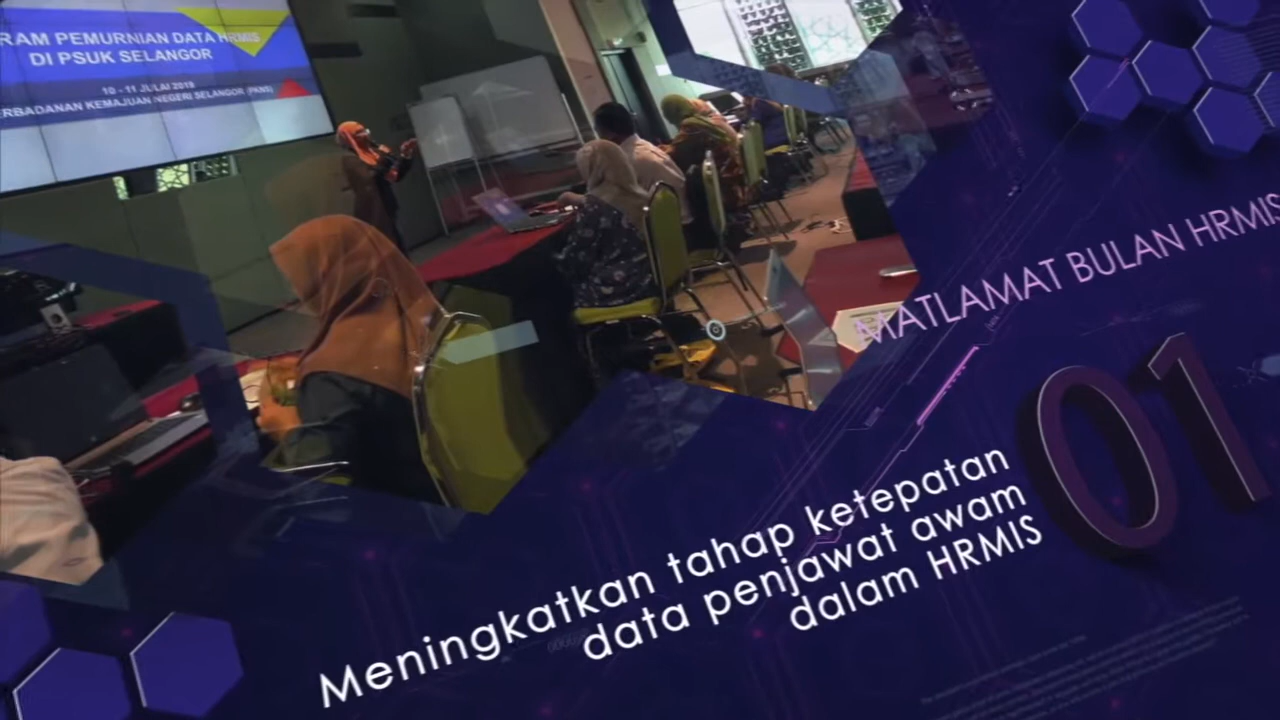 RAM PEMURNIAN DATA HRMIS
DI PSUK SELANGOR
10 - 11 JULAI 2019
ERBADANAN KEMAJUAN NEGERI SELANGOR (PKNS)
MATLAMAT BULAN HRMIS
01
Meningkatkan tahap ketepatan
data penjawat awam
dalam HRMIS